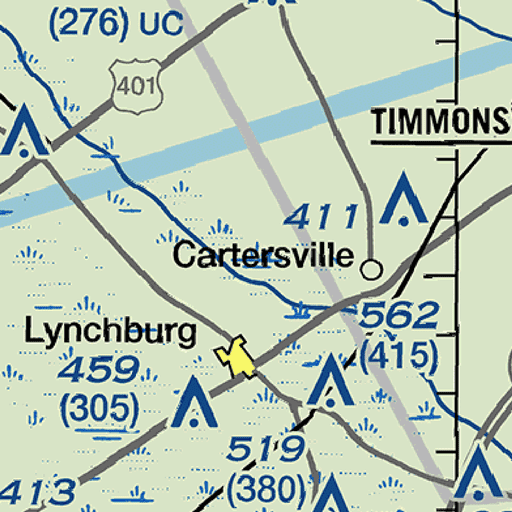 (276) UC
401
TIMMONS
411
Cartersville
562
(415)
Lynchburg
459
(305)
519
(380)
413